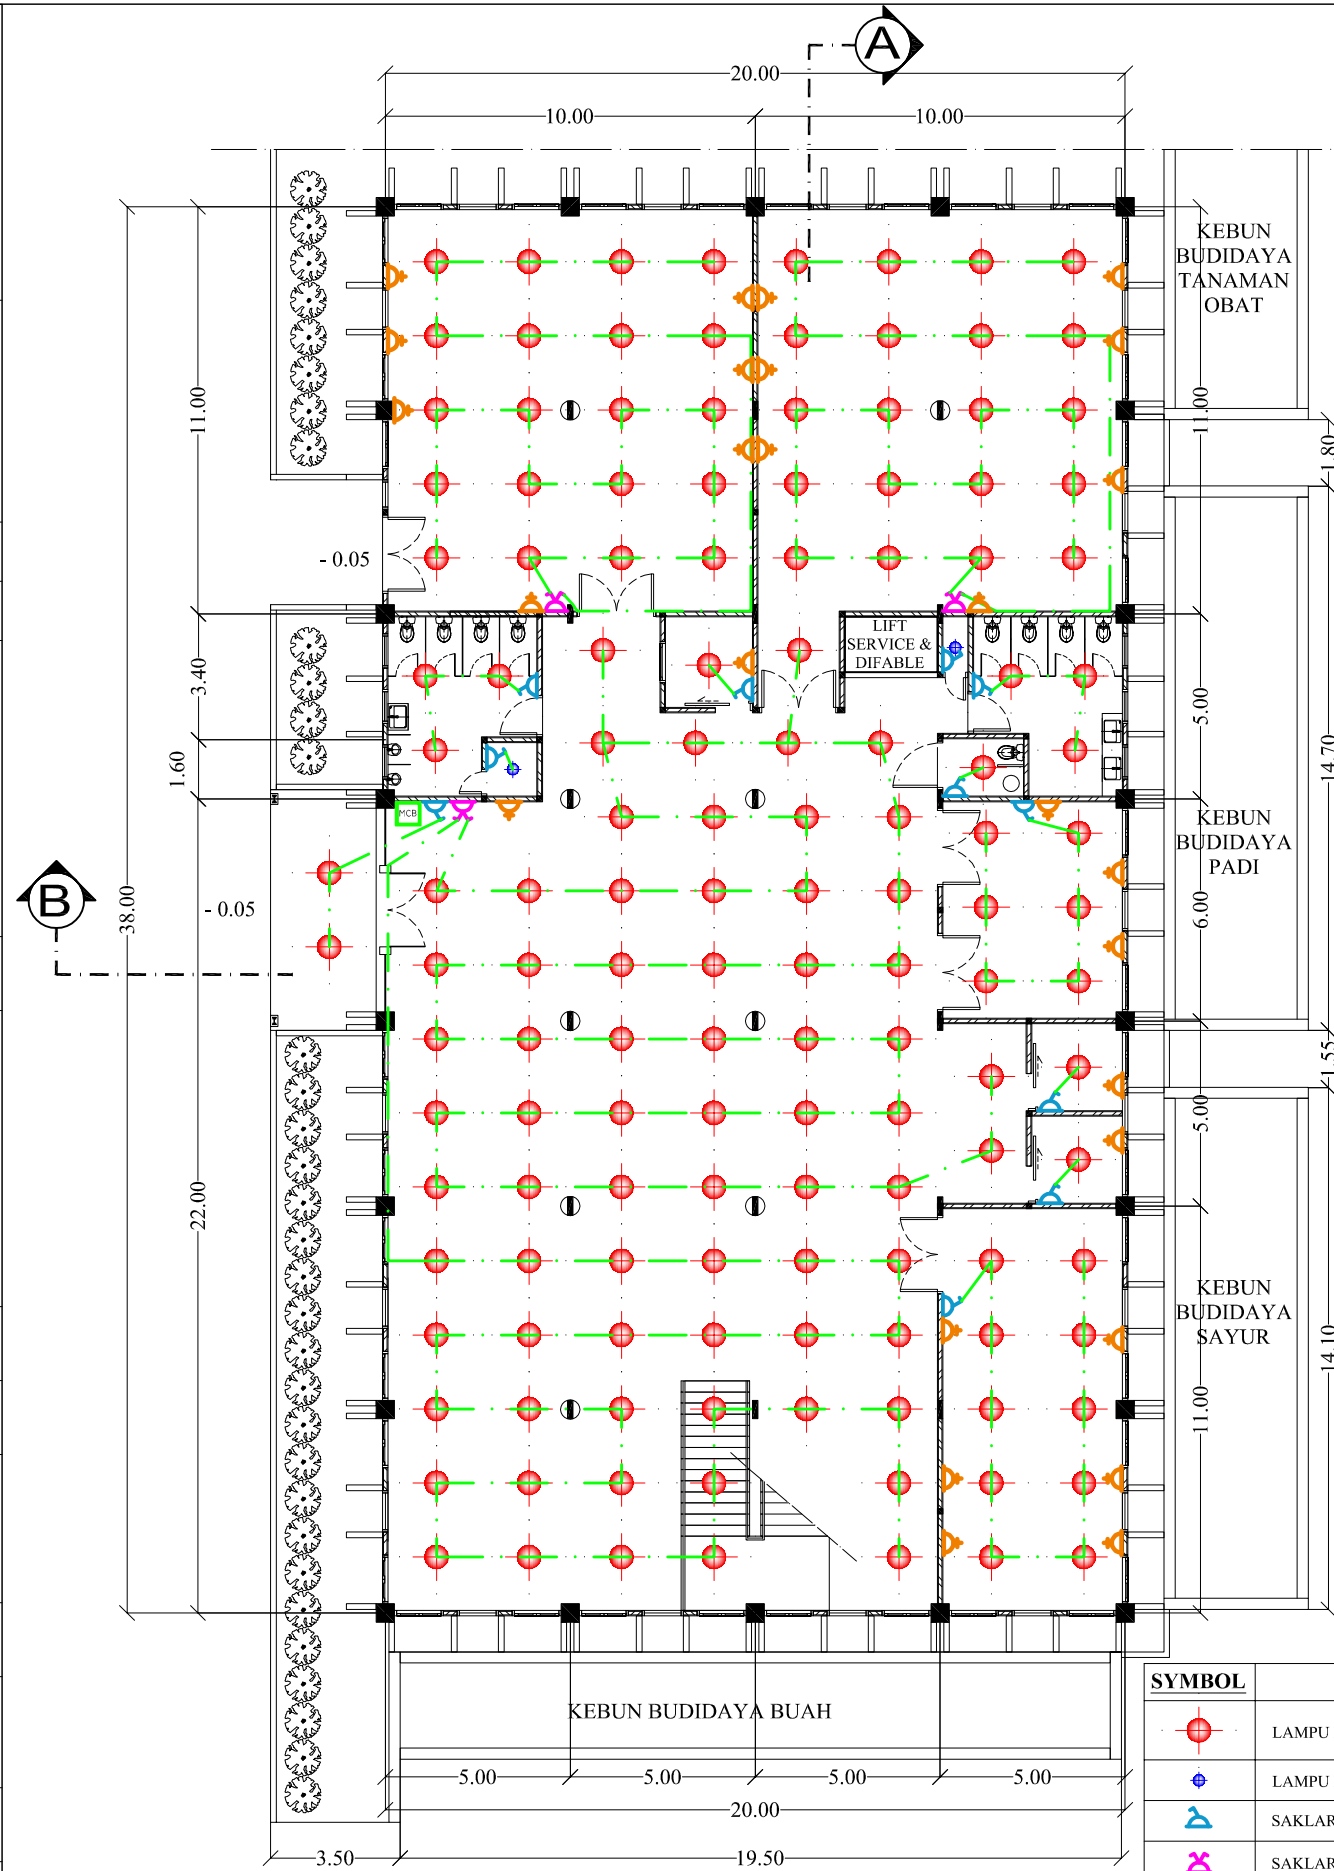 A
20.00
10.00
10.00
KEBUN
BUDIDAYA
TANAMAN
OBAT
11.00
11.00
1.80
- 0.05
LIFT
SERVICE &
DIFABLE
3.40
5.00
14.70
1.60
MCB
KEBUN
BUDIDAYA
PADI
B
38.00
- 0.05
6.00
1.55
5.00
22.00
KEBUN
BUDIDAYA
SAYUR
14.10
11.00
SYMBOL
KEBUN BUDIDAYA BUAH
LAMPU
5.00
5.00
5.00
5.00
LAMPU
20.00
SAKLAR
3.50
19.50
SAKLAR